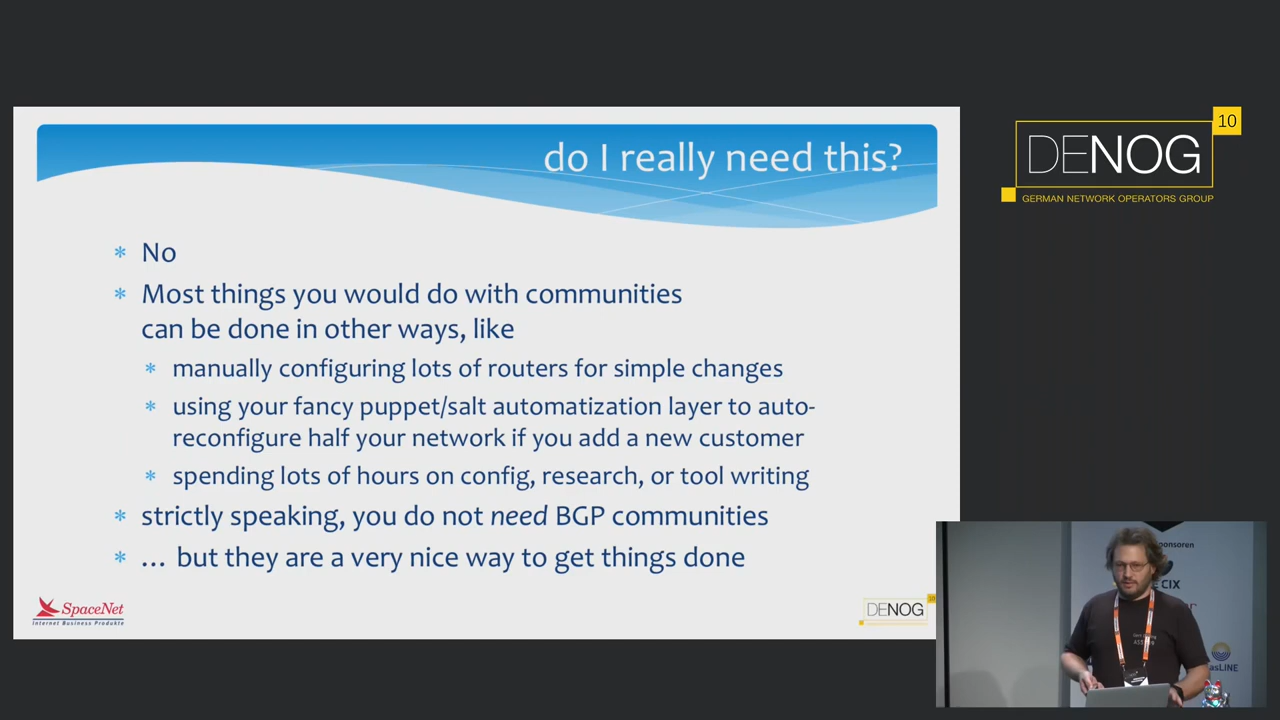 do I really need this?
* No
* Most things you would do with communities
can be done in other ways, like
* manually configuring lots of routers for simple changes
* using your fancy puppet/salt automatization layer to auto-
reconfigure half your network if you add a new customer
* spending lots of hours on config, research, or tool writing
* strictly speaking, you do not need BGP communities
* … but they are a very nice way to get things done
SpaceNet
Internet Business Produkte
DENOG
10
DENOG
GERMAN NETWORK OPERATORS GROUP
CIX